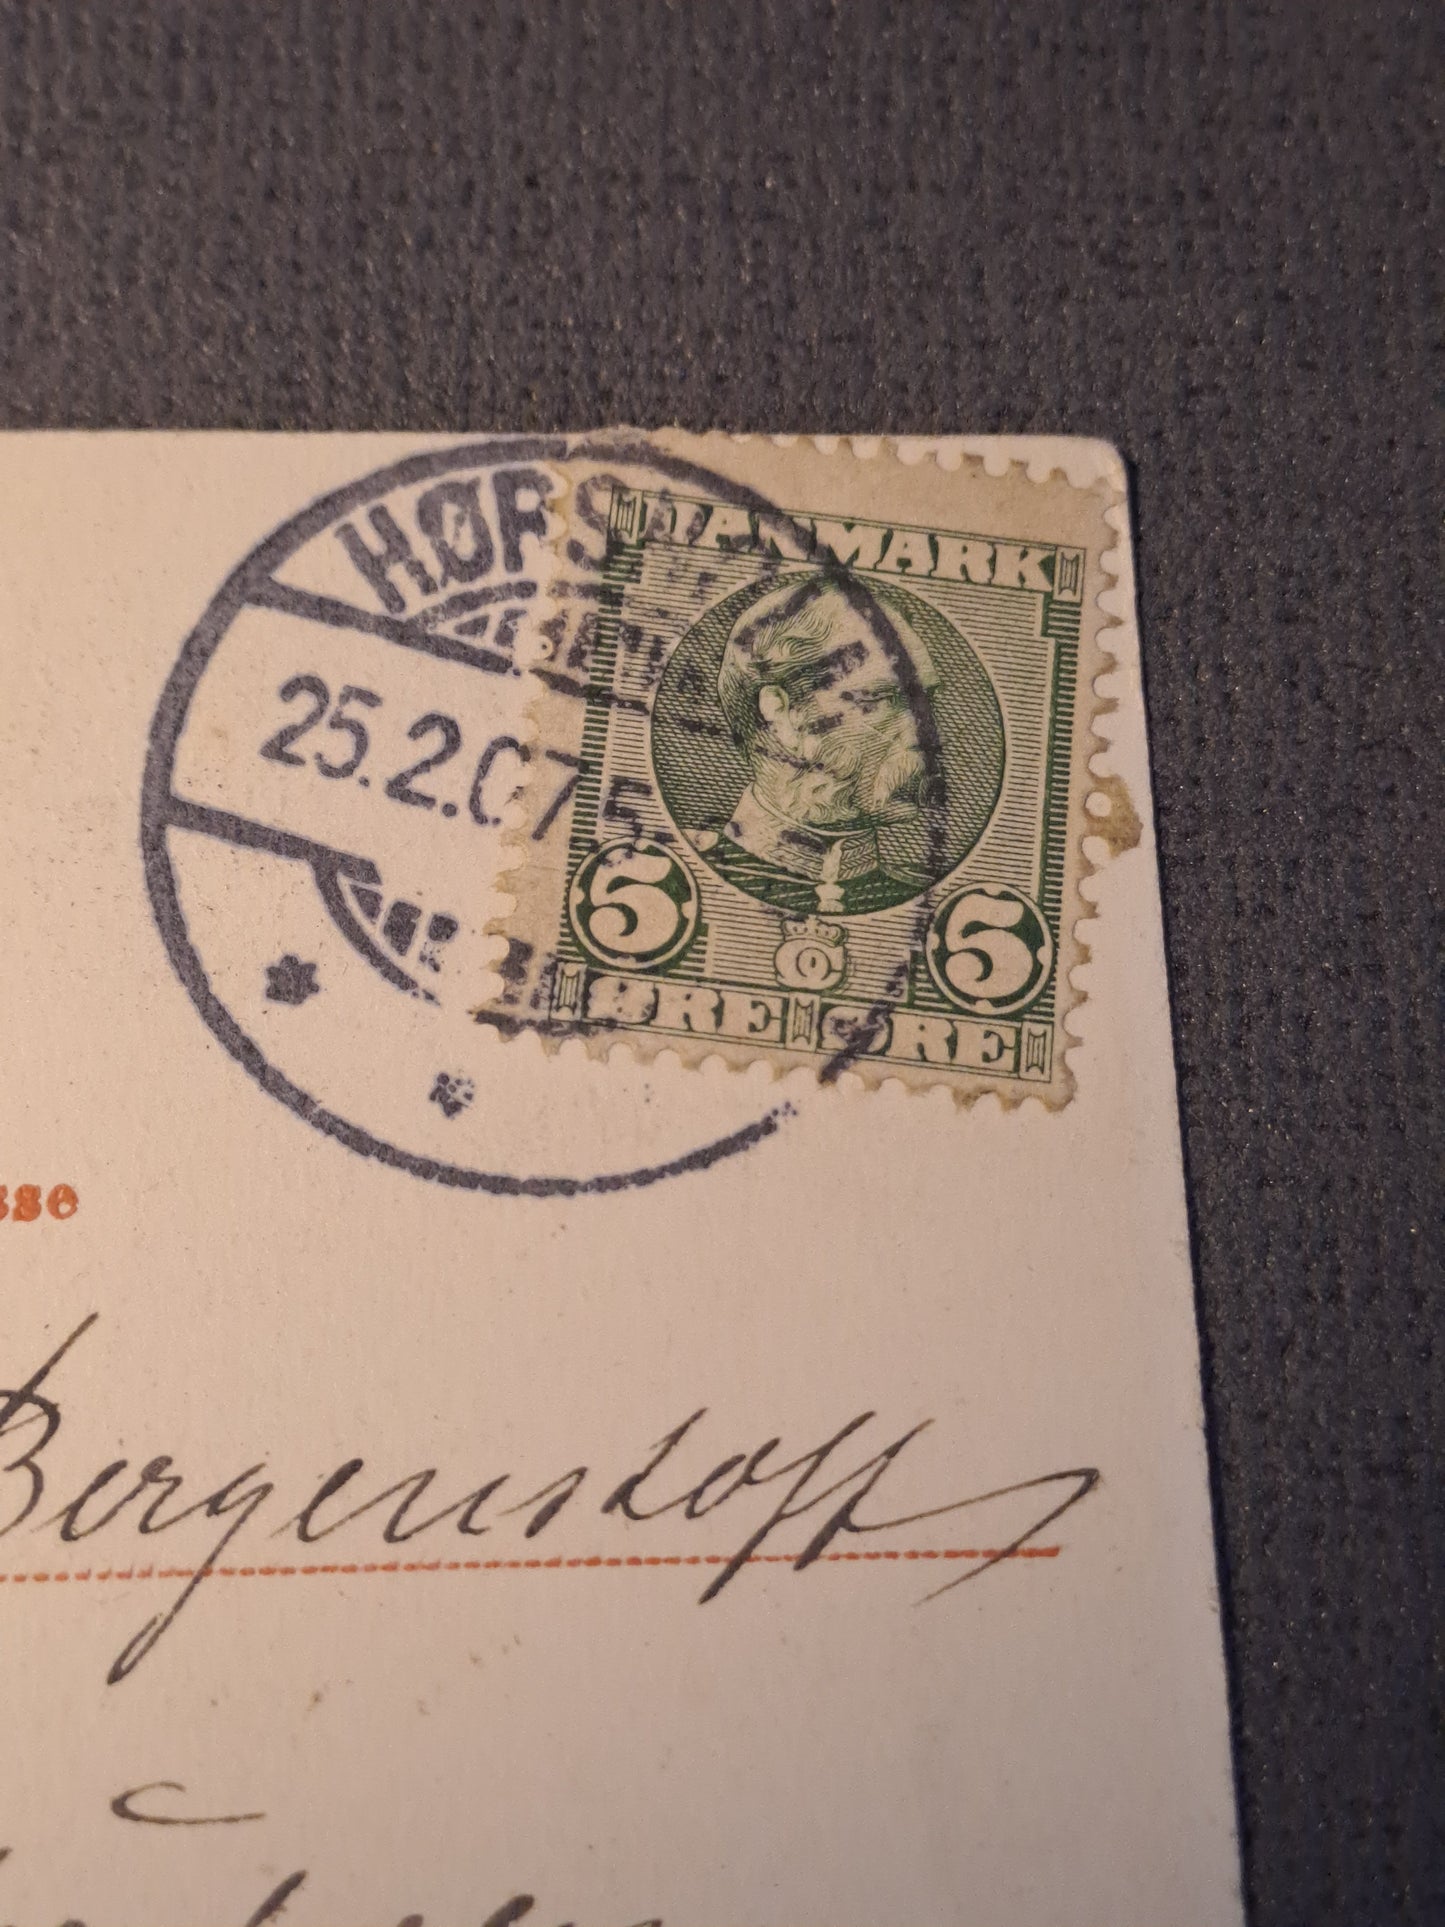 HØRS
DANMARK
25.2.07
5 5
ØRE ØRE
Bergenstoff